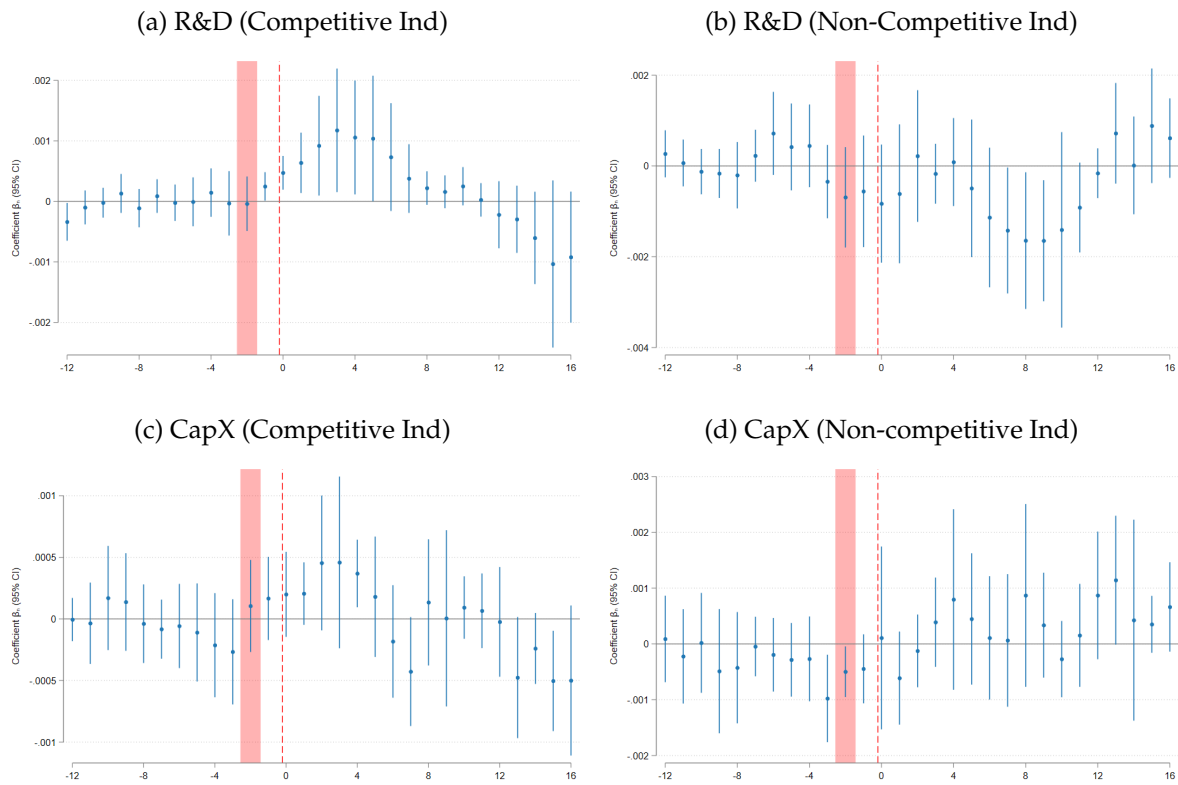 (a) R&D (Competitive Ind)
(b) R&D (Non-Competitive Ind)
Coefficient βₛ, (95% CI)
.002
.001
0
-.001
-.002
-12 -8 -4 0 4 8 12 16
Coefficient βₛ, (95% CI)
.002
0
-.002
-.004
-12 -8 -4 0 4 8 12 16
(c) CapX (Competitive Ind)
(d) CapX (Non-competitive Ind)
Coefficient βₛ, (95% CI)
.001
.0005
0
-.0005
-.001
-12 -8 -4 0 4 8 12 16
Coefficient βₛ, (95% CI)
.003
.002
.001
0
-.001
-.002
-12 -8 -4 0 4 8 12 16